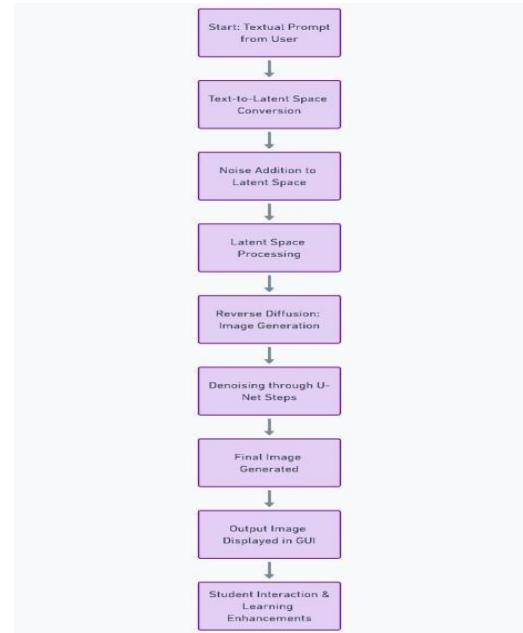 Start: Textual Prompt
from User
Text-to-Latent Space
Conversion
Noise Addition to
Latent Space
Latent Space
Processing
Reverse Diffusion:
Image Generation
Denoising through U-
Net Steps
Final Image
Generated
Output Image
Displayed in GUI
Student Interaction &
Learning
Enhancements